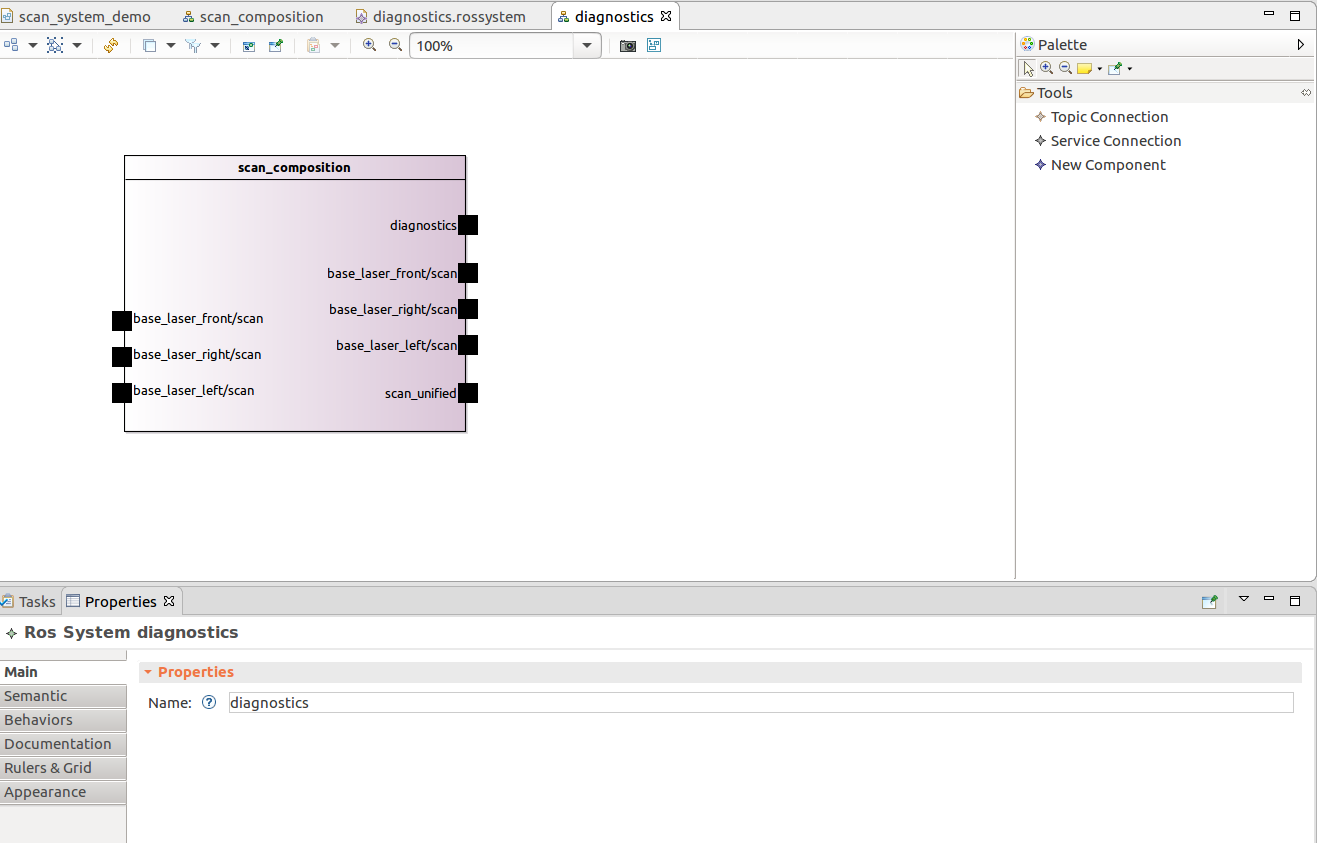 scan_system_demo scan_composition diagnostics.rossystem diagnostics
100%
Palette
Tools
Topic Connection
Service Connection
New Component
scan_composition
diagnostics
base_laser_front/scan
base_laser_right/scan
base_laser_left/scan
scan_unified
base_laser_front/scan
base_laser_right/scan
base_laser_left/scan
Tasks Properties
Ros System diagnostics
Main
Semantic
Behaviors
Documentation
Rulers & Grid
Appearance
Properties
Name: ? diagnostics